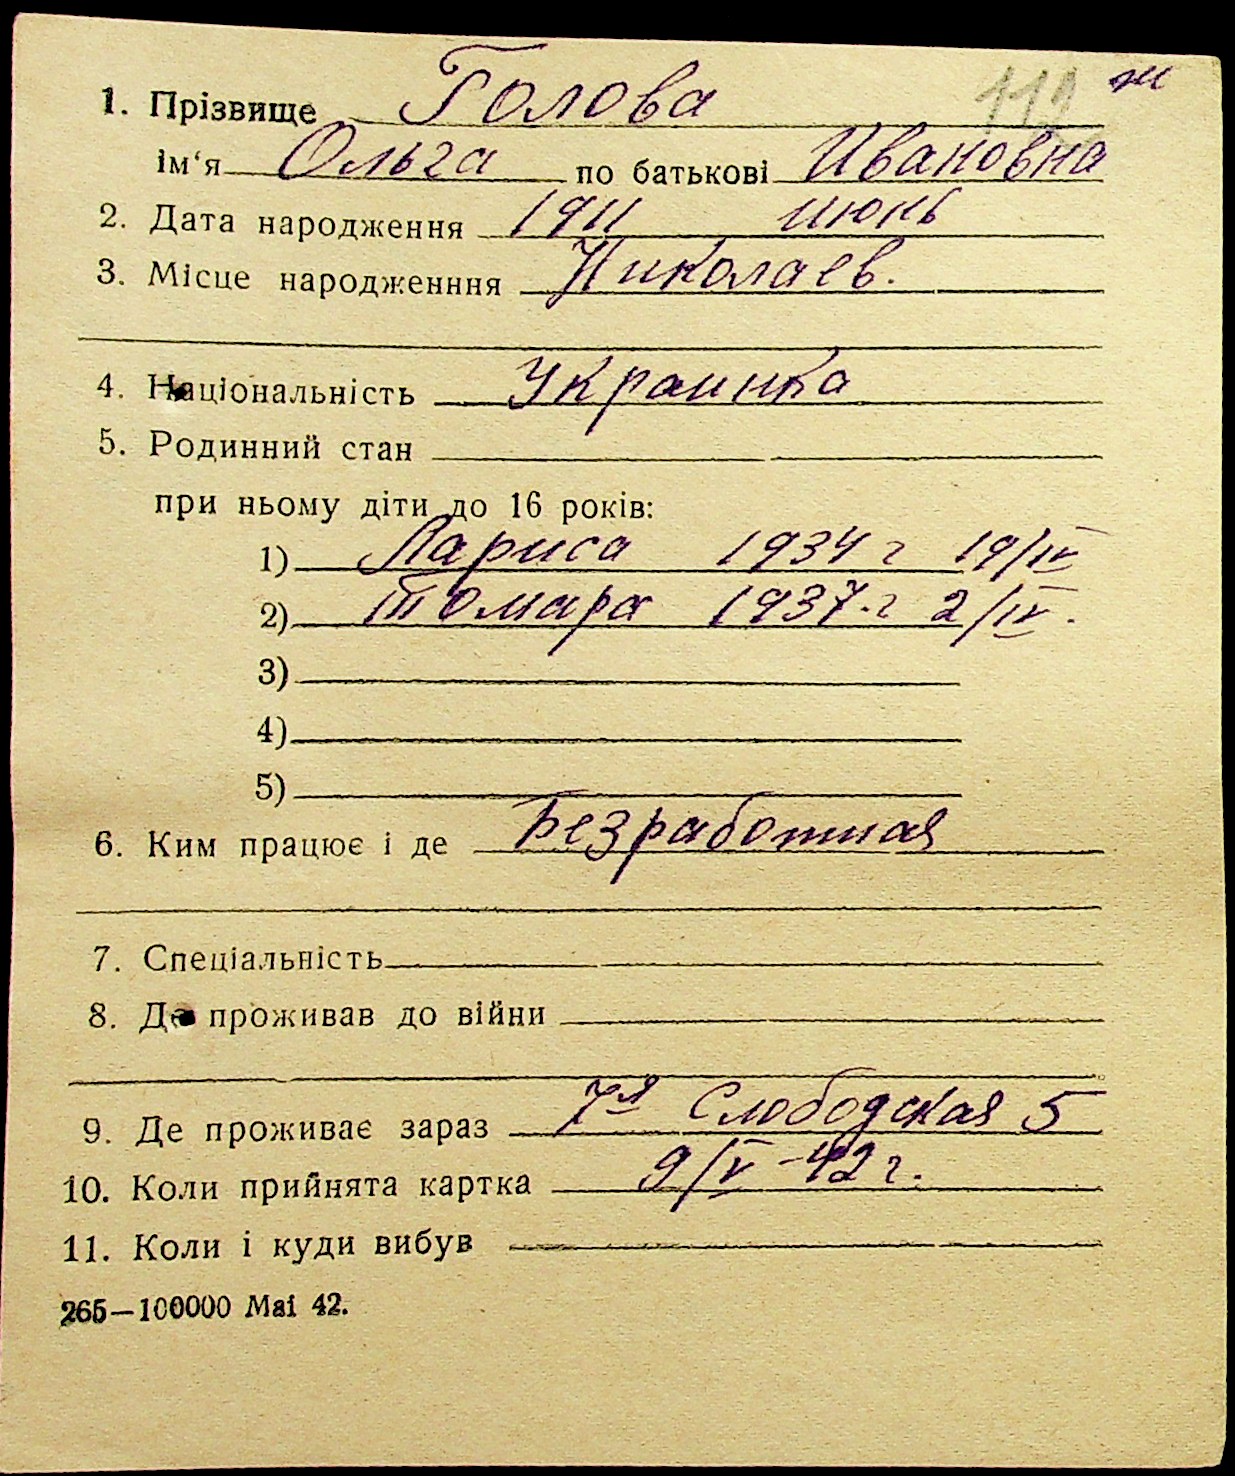 112 ж
1. Прізвище Голова
ім‘я Ольга по батькові Ивановна
2. Дата народження 1911 июнь
3. Місце народженння Николаев.
4. Національність Украинка
5. Родинний стан
при ньому діти до 16 років:
1) Лариса 1934 г 19/IV
2) Томара 1937 г 2/IV.
3)
4)
5)
6. Ким працює і де Безработная
7. Спеціальність
8. Де проживав до війни
9. Де проживає зараз 7я Слободская 5
10. Коли прийнята картка 9/V-42 г.
11. Коли і куди вибув
265—100000 Маі 42.